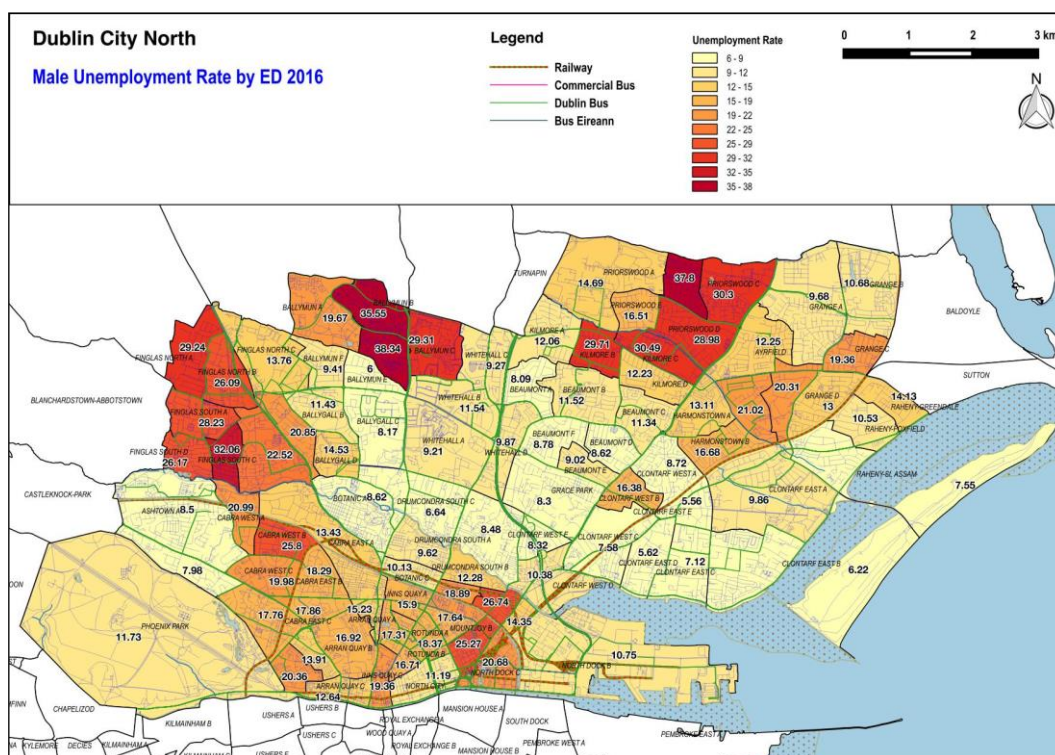 Dublin City North
Male Unemployment Rate by ED 2016
Legend
Railway
Commercial Bus
Dublin Bus
Bus Eireann
Unemployment Rate
6 - 9
9 - 12
12 - 15
15 - 19
19 - 22
22 - 25
25 - 29
29 - 32
32 - 35
35 - 38
0 1 2 3 km
N
TURNAPIN
BALDOYLE
SUTTON
PRIORSWOOD A
14.69
37.8
PRIORSWOOD C
30.3
10.68
GRANGE B
9.68
GRANGE A
BALLYMUN A
19.67
BALLYMUN B
35.55
PRIORSWOOD B
16.51
PRIORSWOOD D
28.98
KILMORE A
12.06
29.71
KILMORE B
30.49
KILMORE C
12.25
AYRFIELD
19.36
GRANGE C
29.24
FINGLAS NORTH A
FINGLAS NORTH B
26.09
FINGLAS NORTH C
13.76
BALLYMUN F
9.41
6
BALLYMUN E
38.34
29.31
BALLYMUN C
WHITEHALL C
9.27
8.09
BEAUMONT A
BEAUMONT B
11.52
12.23
KILMORE D
20.31
GRANGE D
13
14.13
RAHENY-GREENDALE
10.53
RAHENY-FOXFIELD
BLANCHARDSTOWN-ABBOTSTOWN
FINGLAS SOUTH A
28.23
11.43
BALLYGALL B
BALLYGALL C
8.17
WHITEHALL B
11.54
BEAUMONT C
11.34
13.11
HARMONSTOWN A
21.02
HARMONSTOWN B
16.68
20.85
14.53
BALLYGALL D
WHITEHALL A
9.21
9.87
WHITEHALL D
BEAUMONT F
8.78
BEAUMONT D
8.62
9.02
BEAUMONT E
32.06
FINGLAS SOUTH C
FINGLAS SOUTH D
26.17
22.52
8.72
CLONTARF WEST A
RAHENY-ST. ASSAM
CASTLEKNOCK-PARK
8.5
ASHTOWN A
20.99
CABRA WEST A
BOTANIC A
8.62
DRUMCONDRA SOUTH C
6.64
GRACE PARK
8.3
16.38
CLONTARF WEST B
5.56
CLONTARF EAST E
9.86
CLONTARF EAST A
7.55
CABRA WEST B
25.8
13.43
CABRA EAST A
8.48
DRUMCONDRA SOUTH A
9.62
CLONTARF WEST E
8.32
CLONTARF WEST C
7.58
5.62
CLONTARF EAST D
7.12
CLONTARF EAST C
CLONTARF EAST B
6.22
7.98
CABRA WEST C
19.98
18.29
CABRA EAST B
10.13
BOTANIC C
DRUMCONDRA SOUTH B
12.28
10.38
CLONTARF WEST D
17.76
17.86
CABRA EAST C
15.23
ARRAN QUAY A
INNS QUAY A
15.9
18.89
26.74
17.64
MOUNTJOY B
14.35
11.73
PHOENIX PARK
16.92
ARRAN QUAY B
17.31
ROTUNDA A
18.37
ROTUNDA B
25.27
13.91
20.36
ARRAN QUAY C
16.71
INNS QUAY C
19.36
11.19
NORTH CITY
20.68
NORTH DOCK C
10.75
NORTH DOCK B
12.64
CHAPELIZOD
KILMAINHAM B
USHERS A
USHERS B
USHERS C
ROYAL EXCHANGE A
WOOD QUAY A
ROYAL EXCHANGE B
MANSION HOUSE A
MANSION HOUSE B
SOUTH DOCK
PEMBROKE WEST A
PEMBROKE EAST A
KYLEMORE
DECIES
KILMAINHAM A